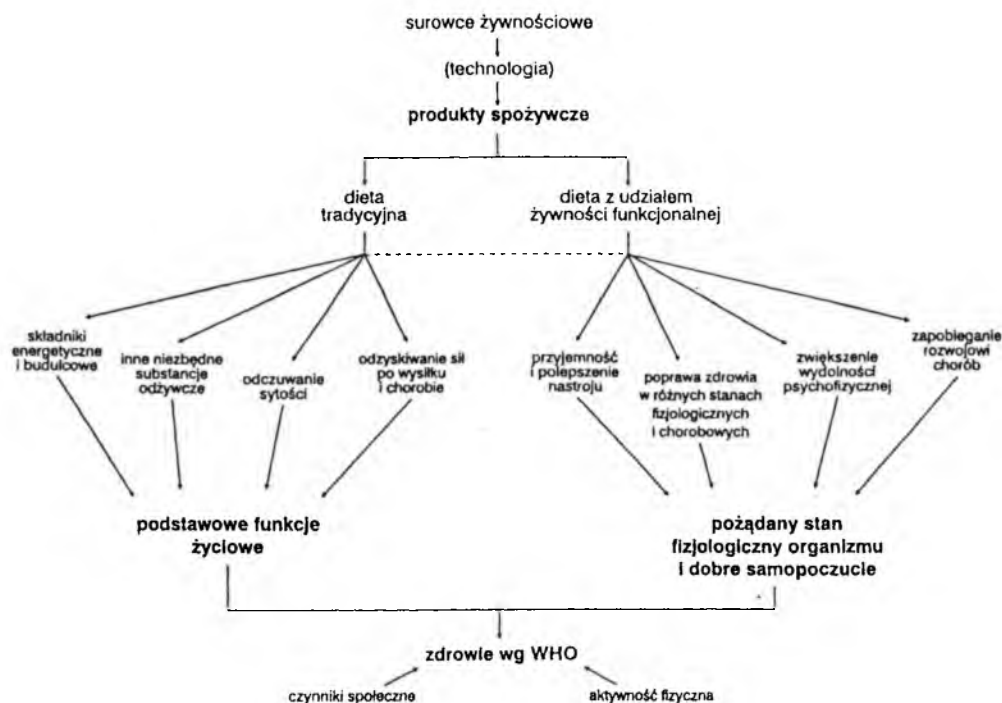 surowce żywnościowe
(technologia)
produkty spożywcze
dieta
tradycyjna
dieta z udziałem
żywności funkcjonalnej
składniki
energetyczne
i budulcowe
inne niezbędne
substancje
odżywcze
odczuwanie
sytości
odzyskiwanie sił
po wysiłku
i chorobie
przyjemność
i polepszenie
nastroju
poprawa zdrowia
w różnych stanach
fizjologicznych
i chorobowych
zwiększenie
wydolności
psychofizycznej
zapobieganie
rozwojowi
chorób
podstawowe funkcje
życiowe
pożądany stan
fizjologiczny organizmu
i dobre samopoczucie
zdrowie wg WHO
czynniki społeczne
aktywność fizyczna